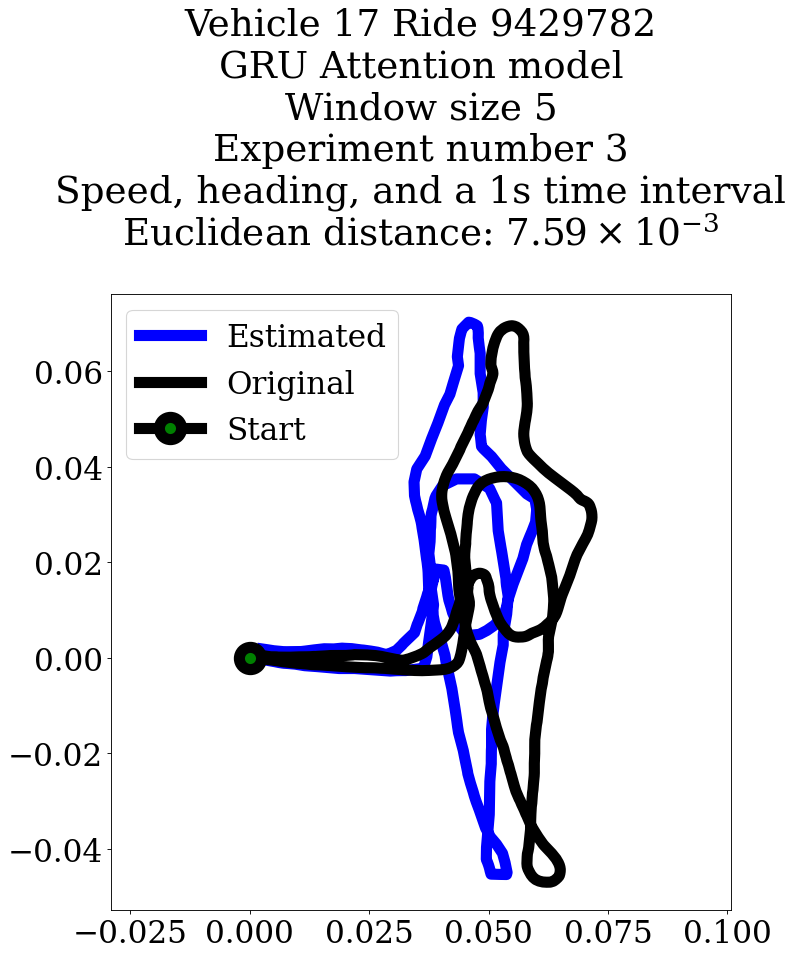 Vehicle 17 Ride 9429782
GRU Attention model
Window size 5
Experiment number 3
Speed, heading, and a 1s time interval
Euclidean distance: 7.59 × 10⁻³
Estimated
Original
Start
0.06
0.04
0.02
0.00
−0.02
−0.04
−0.025 0.000 0.025 0.050 0.075 0.100